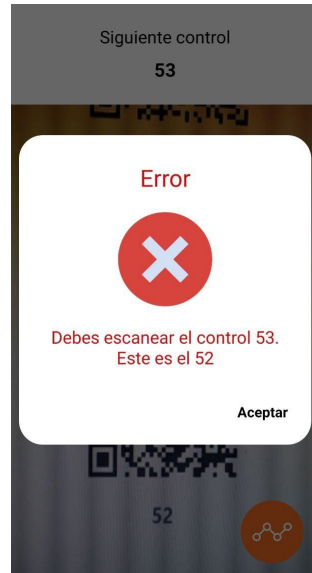 Siguiente control
53
Error
Debes escanear el control 53.
Este es el 52
Aceptar
52